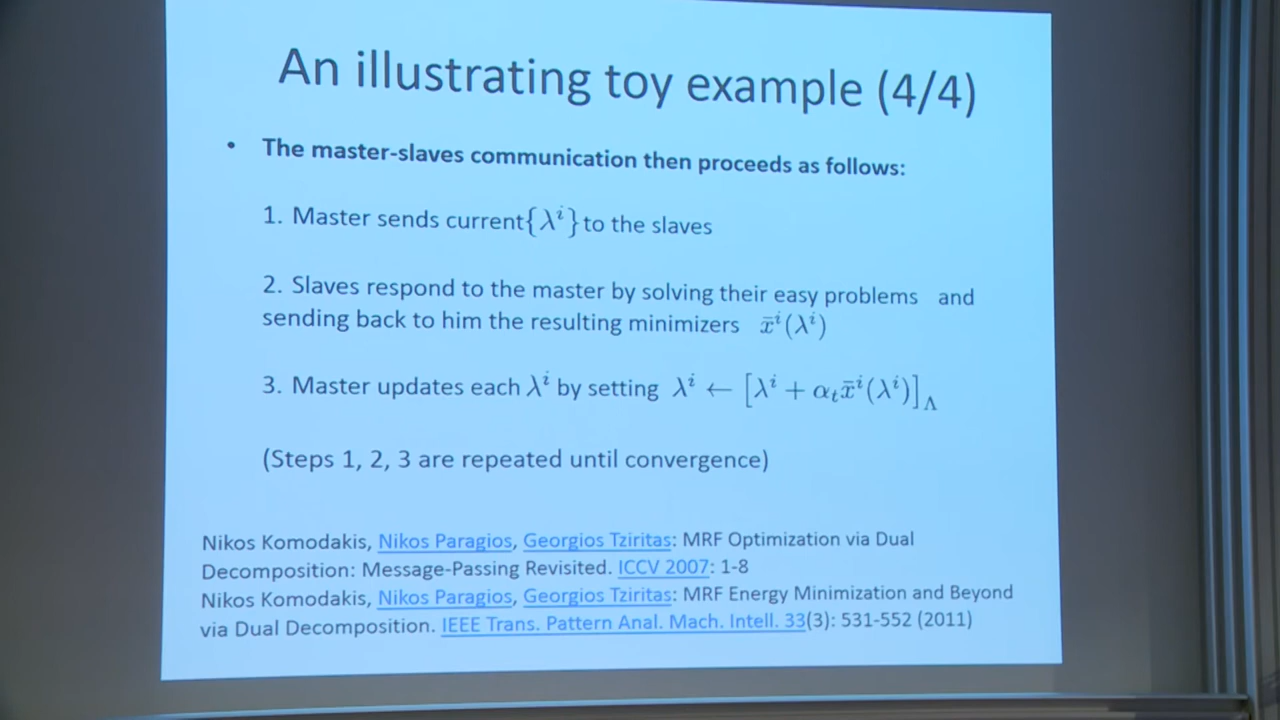 An illustrating toy example (4/4)
• The master-slaves communication then proceeds as follows:
1. Master sends current {λ^i} to the slaves
2. Slaves respond to the master by solving their easy problems and
sending back to him the resulting minimizers x̄^i(λ^i)
3. Master updates each λ^i by setting λ^i ← [λ^i + α_t x̄^i(λ^i)]_Λ
(Steps 1, 2, 3 are repeated until convergence)
Nikos Komodakis, Nikos Paragios, Georgios Tziritas: MRF Optimization via Dual
Decomposition: Message-Passing Revisited. ICCV 2007: 1-8
Nikos Komodakis, Nikos Paragios, Georgios Tziritas: MRF Energy Minimization and Beyond
via Dual Decomposition. IEEE Trans. Pattern Anal. Mach. Intell. 33(3): 531-552 (2011)